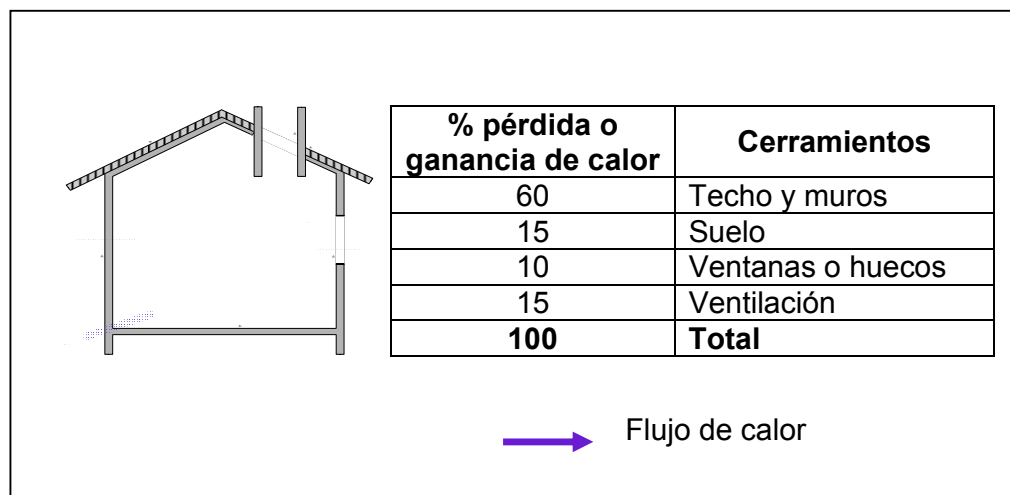 % pérdida o
ganancia de calor
Cerramientos
60 Techo y muros
15 Suelo
10 Ventanas o huecos
15 Ventilación
100 Total
Flujo de calor